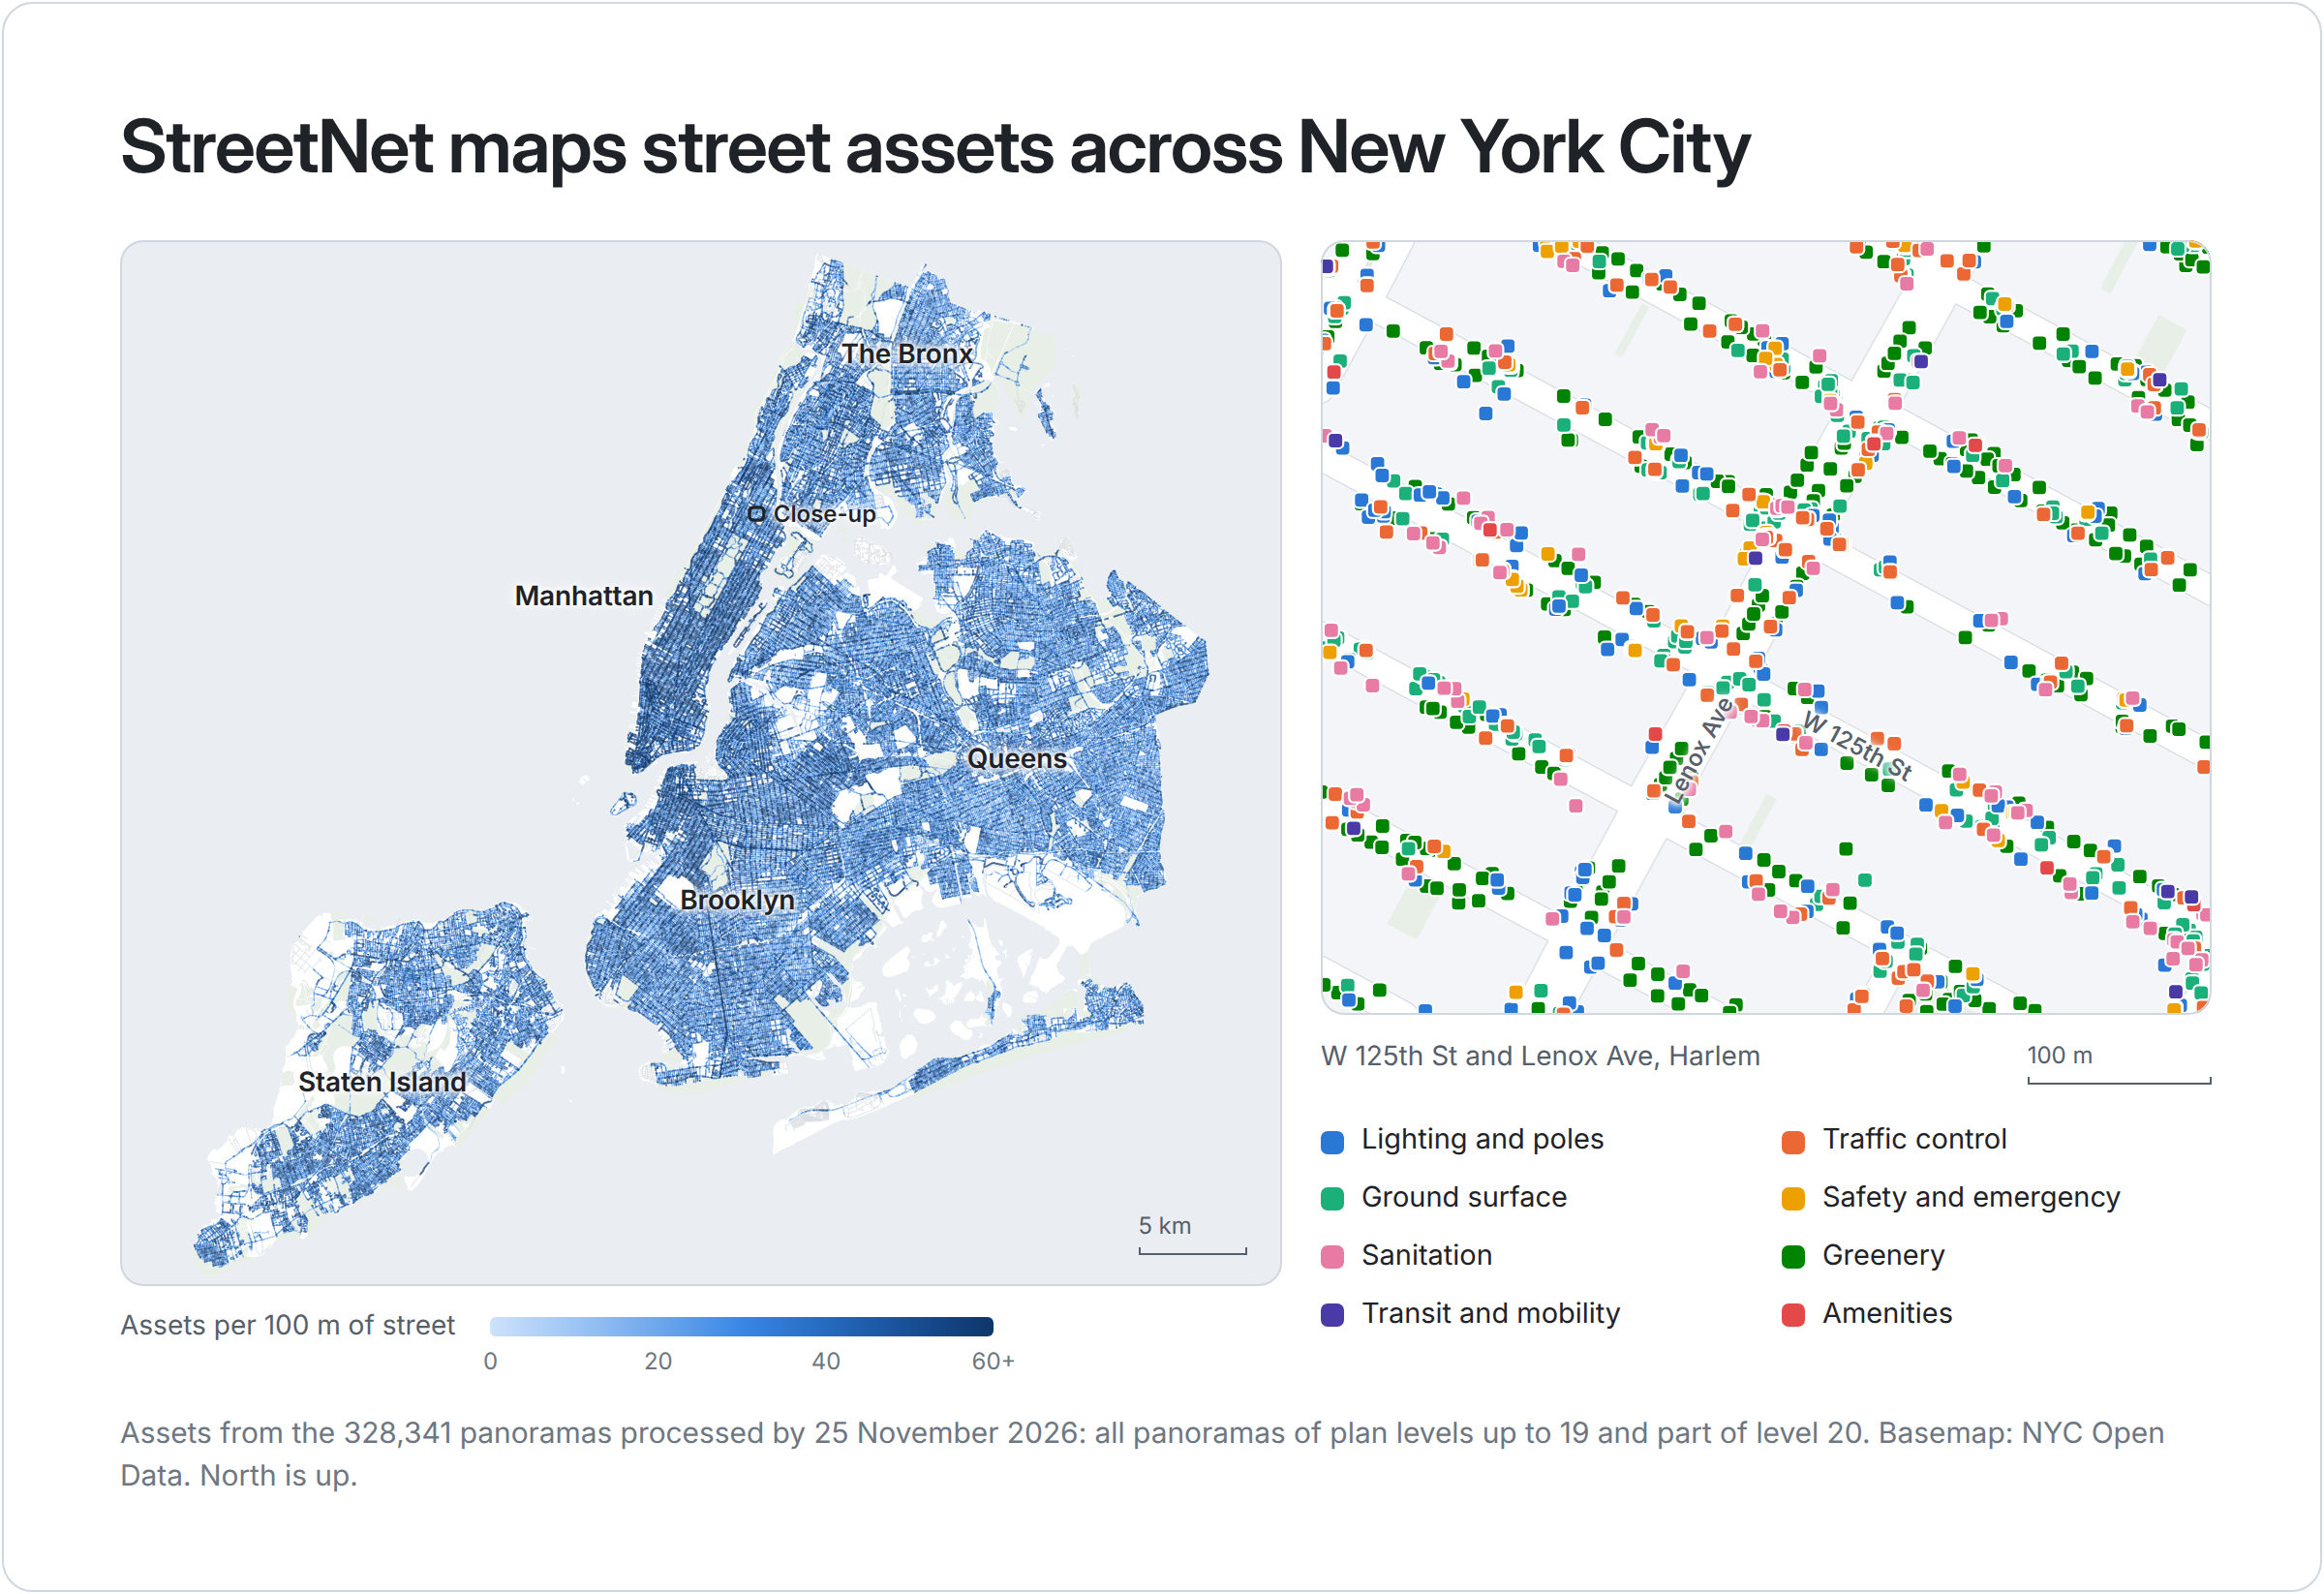 StreetNet maps street assets across New York City
The Bronx
Close-up
Manhattan
Queens
Brooklyn
Staten Island
5 km
Assets per 100 m of street
0 20 40 60+
Lenox Ave
W 125th St
W 125th St and Lenox Ave, Harlem
100 m
Lighting and poles
Traffic control
Ground surface
Safety and emergency
Sanitation
Greenery
Transit and mobility
Amenities
Assets from the 328,341 panoramas processed by 25 November 2026: all panoramas of plan levels up to 19 and part of level 20. Basemap: NYC Open
Data. North is up.